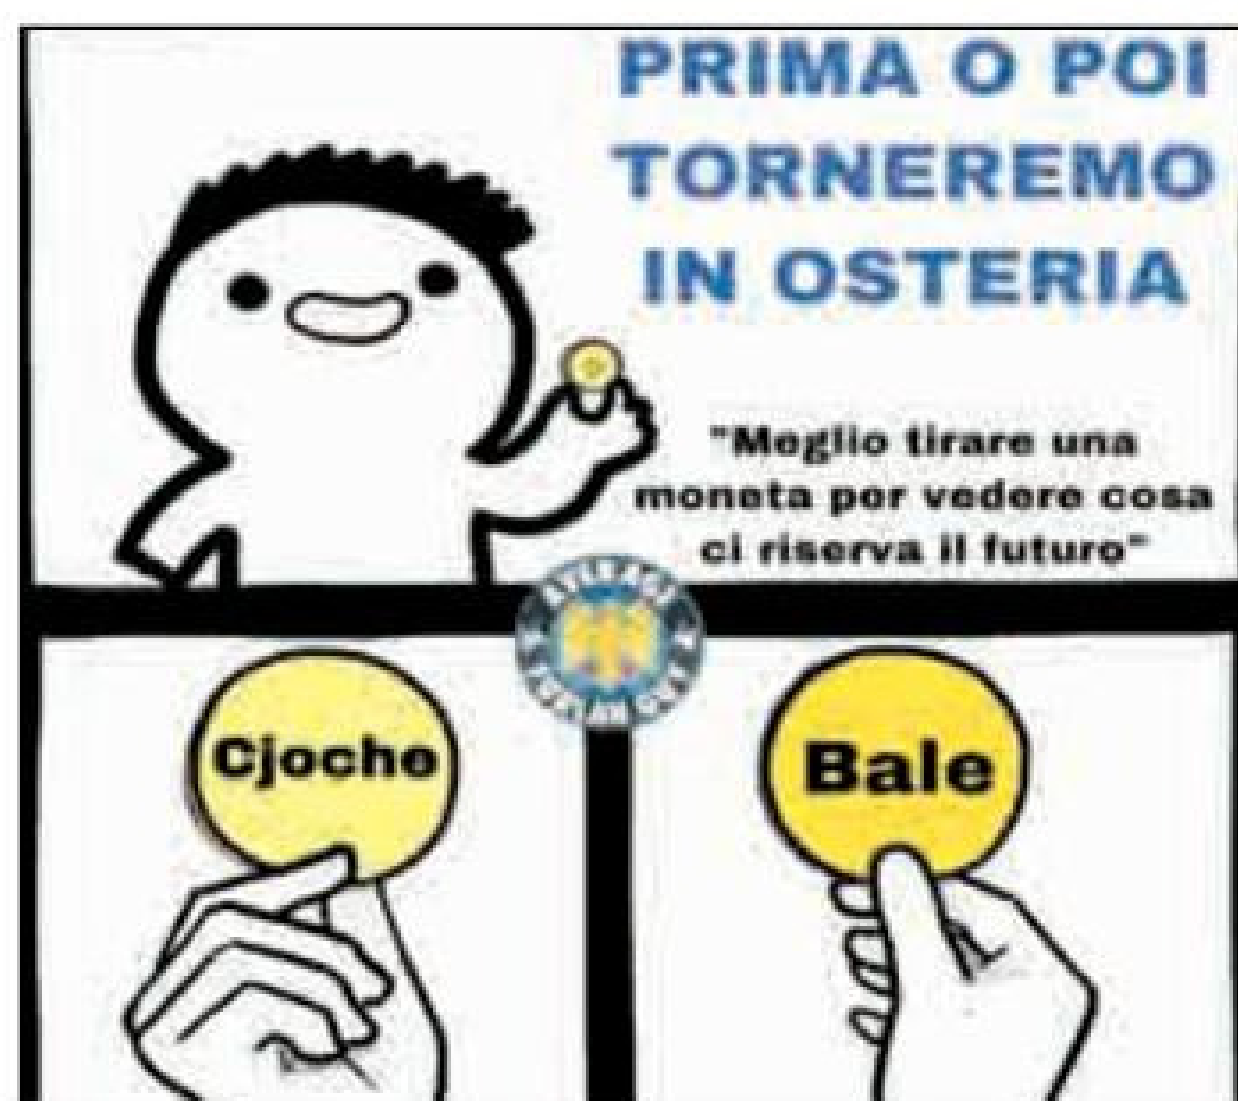 PRIMA O POI
TORNEREMO
IN OSTERIA
"Meglio tirare una
moneta per vedere cosa
ci riserva il futuro"
Cjoche
Bale